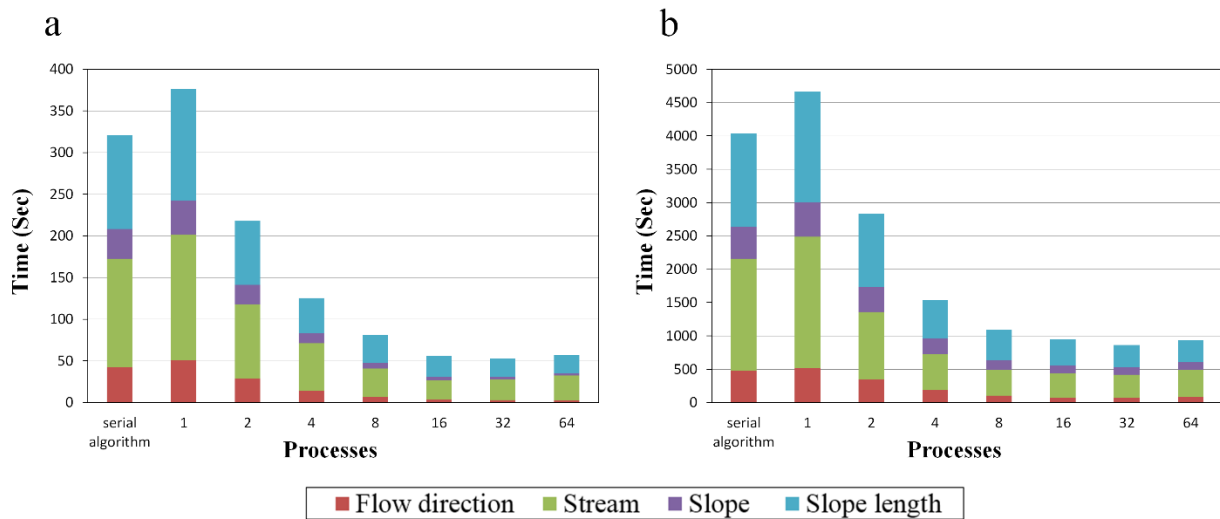 a
400
350
300
250
200
150
100
50
0
Time (Sec)
serial algorithm 1 2 4 8 16 32 64
Processes
b
5000
4500
4000
3500
3000
2500
2000
1500
1000
500
0
Time (Sec)
serial algorithm 1 2 4 8 16 32 64
Processes
Flow direction Stream Slope Slope length